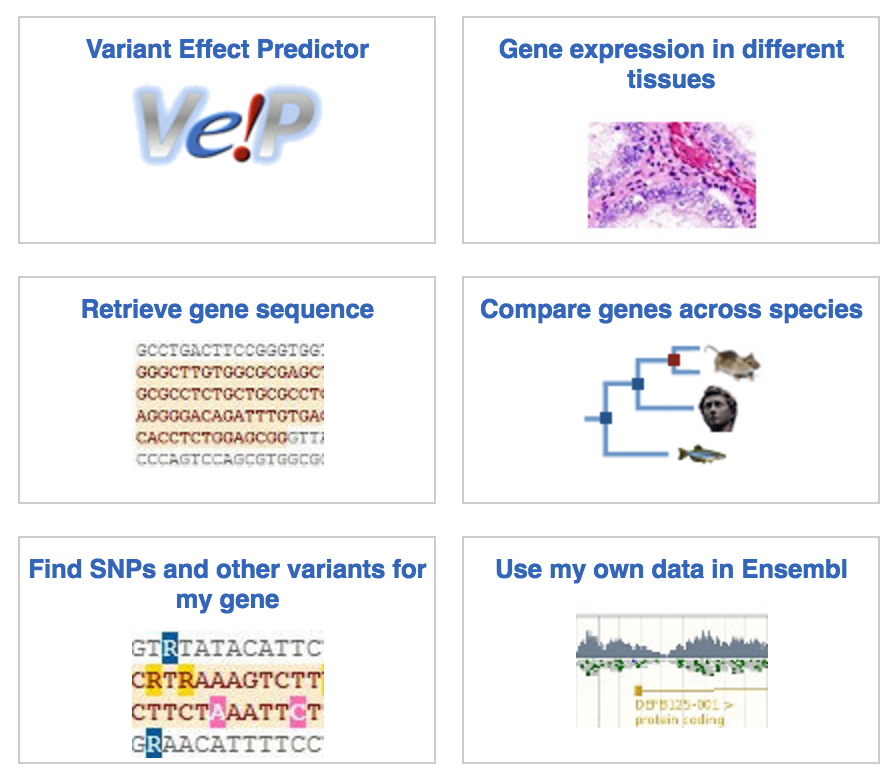 Variant Effect Predictor
Ve!P
Gene expression in different
tissues
Retrieve gene sequence
GCCTGACTTCCGGGTGG
GGGCTTGTGGCGCGAGC
GCGCCTCTGCTGCGCCT
AGGGGACAGATTTGTGA
CACCTCTGGAGCGGGTT
CCCAGTCCAGCGTGGCG
Compare genes across species
Find SNPs and other variants for
my gene
GTRTATACATTC
CRTRAAAGTCTT
CTTCTAAATTCT
GRAACATTTTCC
Use my own data in Ensembl
DEFB125-001 >
protein coding